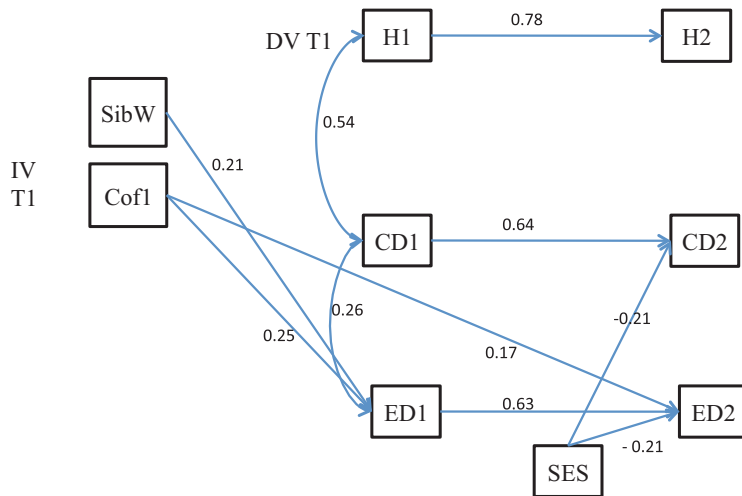 0.78
DV T1
H1
H2
SibW
0.54
0.21
IV
T1
Cof1
CD1
0.64
CD2
0.26
-0.21
0.25
0.17
ED1
0.63
ED2
- 0.21
SES